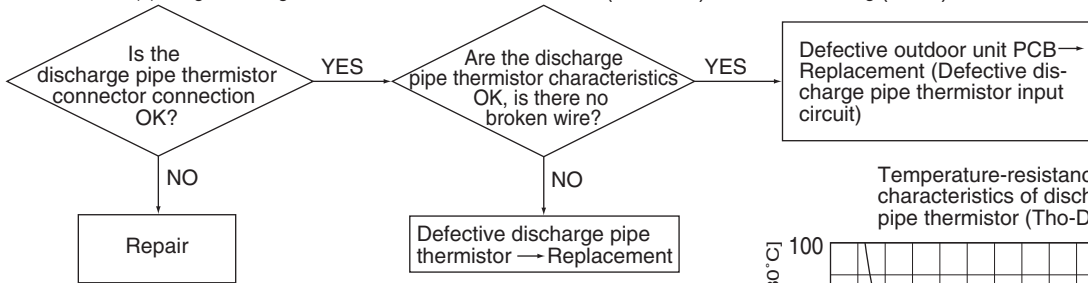 Is the
discharge pipe thermistor
connector connection
OK?
YES
Are the discharge
pipe thermistor characteristics
OK, is there no
broken wire?
YES
Defective outdoor unit PCB→
Replacement (Defective dis-
charge pipe thermistor input
circuit)
NO
Repair
NO
Defective discharge pipe
thermistor → Replacement
Temperature-resistanc
characteristics of disch
pipe thermistor (Tho-D
100